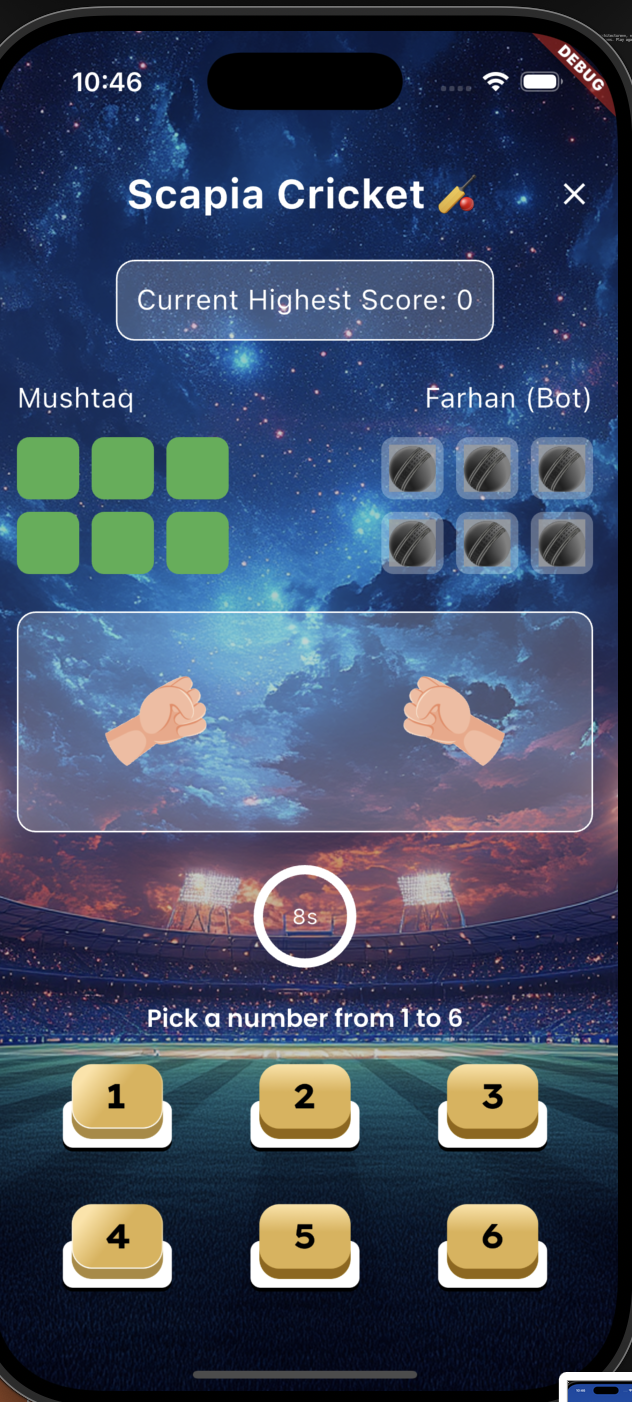 10:46
DEBUG
Scapia Cricket
Current Highest Score: 0
Mushtaq
Farhan (Bot)
8s
Pick a number from 1 to 6
1
2
3
4
5
6